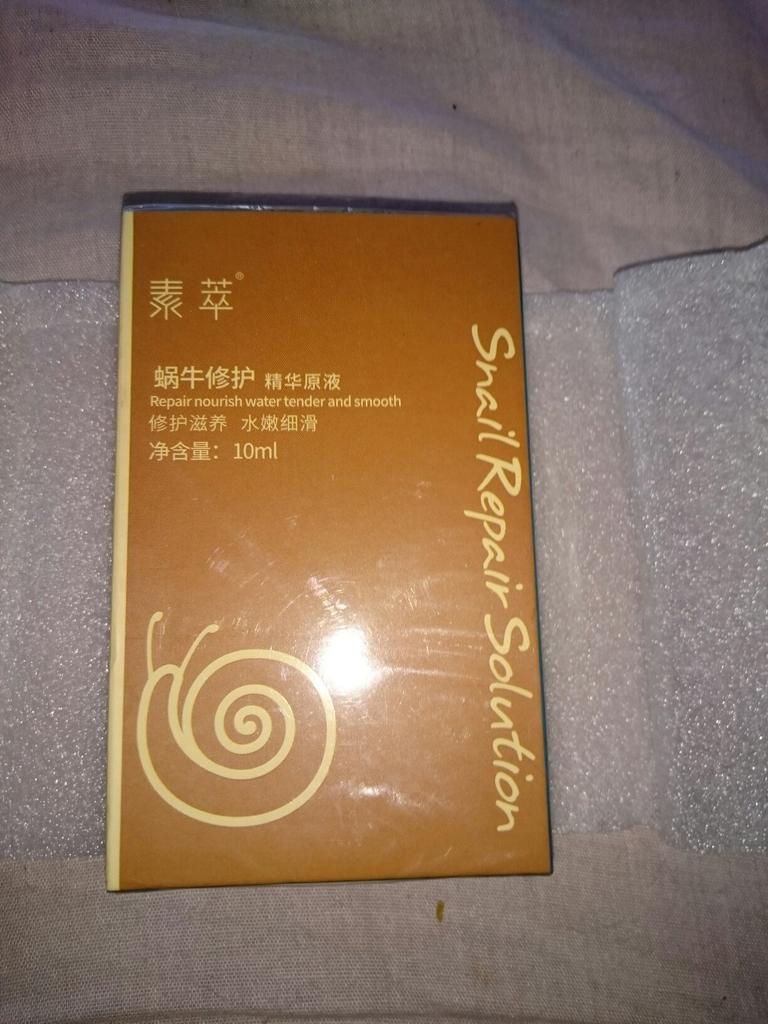 素萃®
蜗牛修护 精华原液
Repair nourish water tender and smooth
修护滋养 水嫩细滑
净含量：10ml
Snail Repair Solution